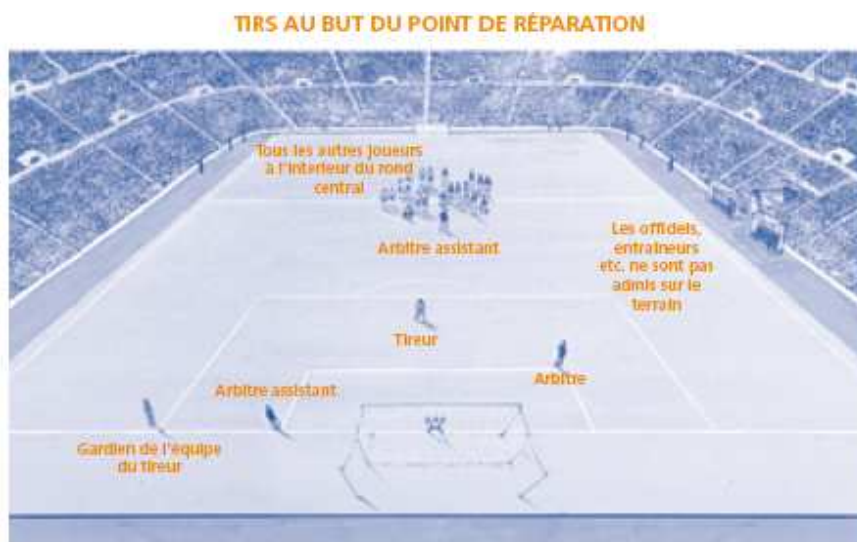 TIRS AU BUT DU POINT DE RÉPARATION
Tous les autres joueurs
à l'interieur du rond
central
Arbitre assistant
Les officiels,
entraîneurs
etc. ne sont pas
admis sur le
terrain
Tireur
Arbitre
Arbitre assistant
Gardien de l'équipe
du tireur